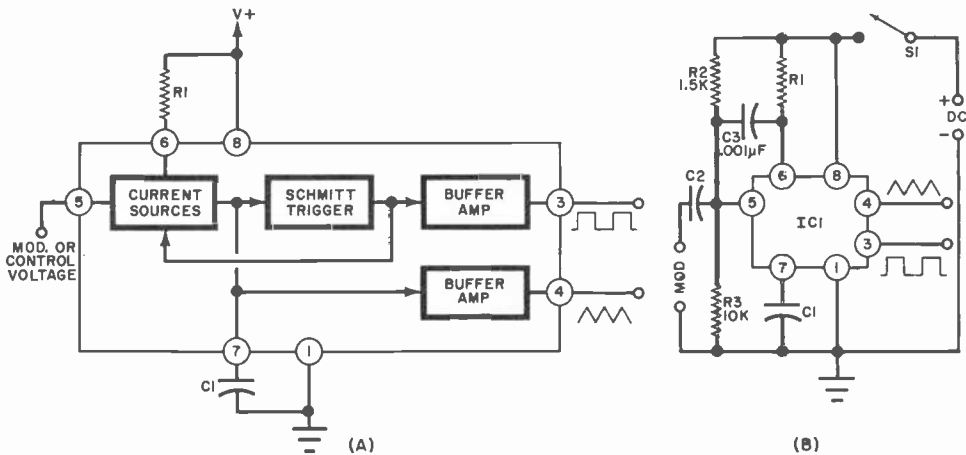 V+
R1
6
8
5
CURRENT
SOURCES
SCHMITT
TRIGGER
BUFFER
AMP
3
MOD. OR
CONTROL
VOLTAGE
BUFFER
AMP
4
7
1
C1
(A)
S1
R2
1.5K
R1
+
DC
-
C3
.001µF
C2
6
8
5
IC1
4
3
7
1
MOD
R3
10K
C1
(B)